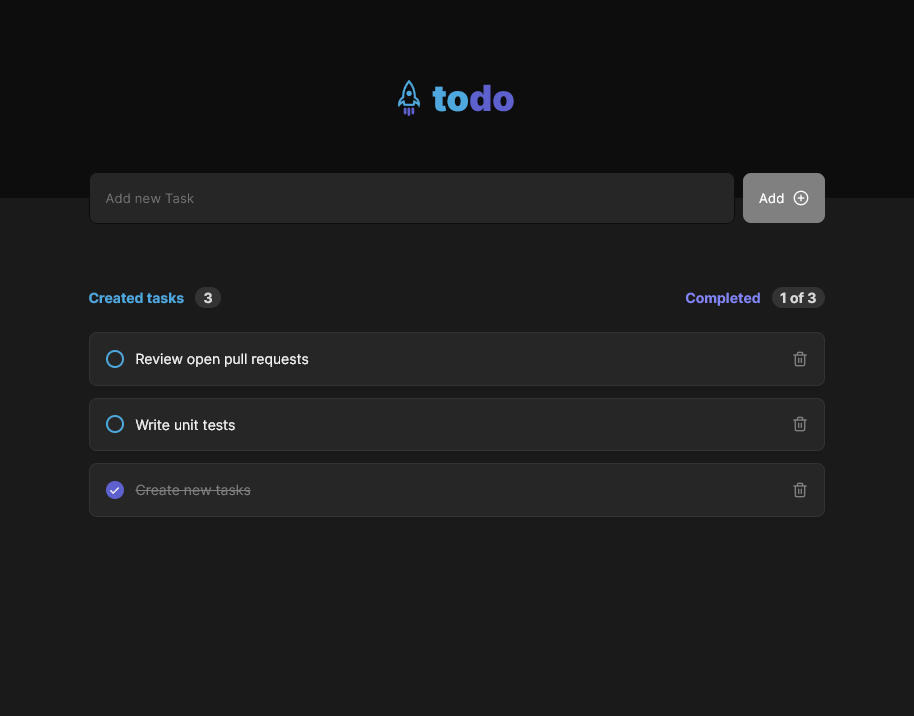 todo
Add new Task
Add
Created tasks 3
Completed 1 of 3
Review open pull requests
Write unit tests
Create new tasks